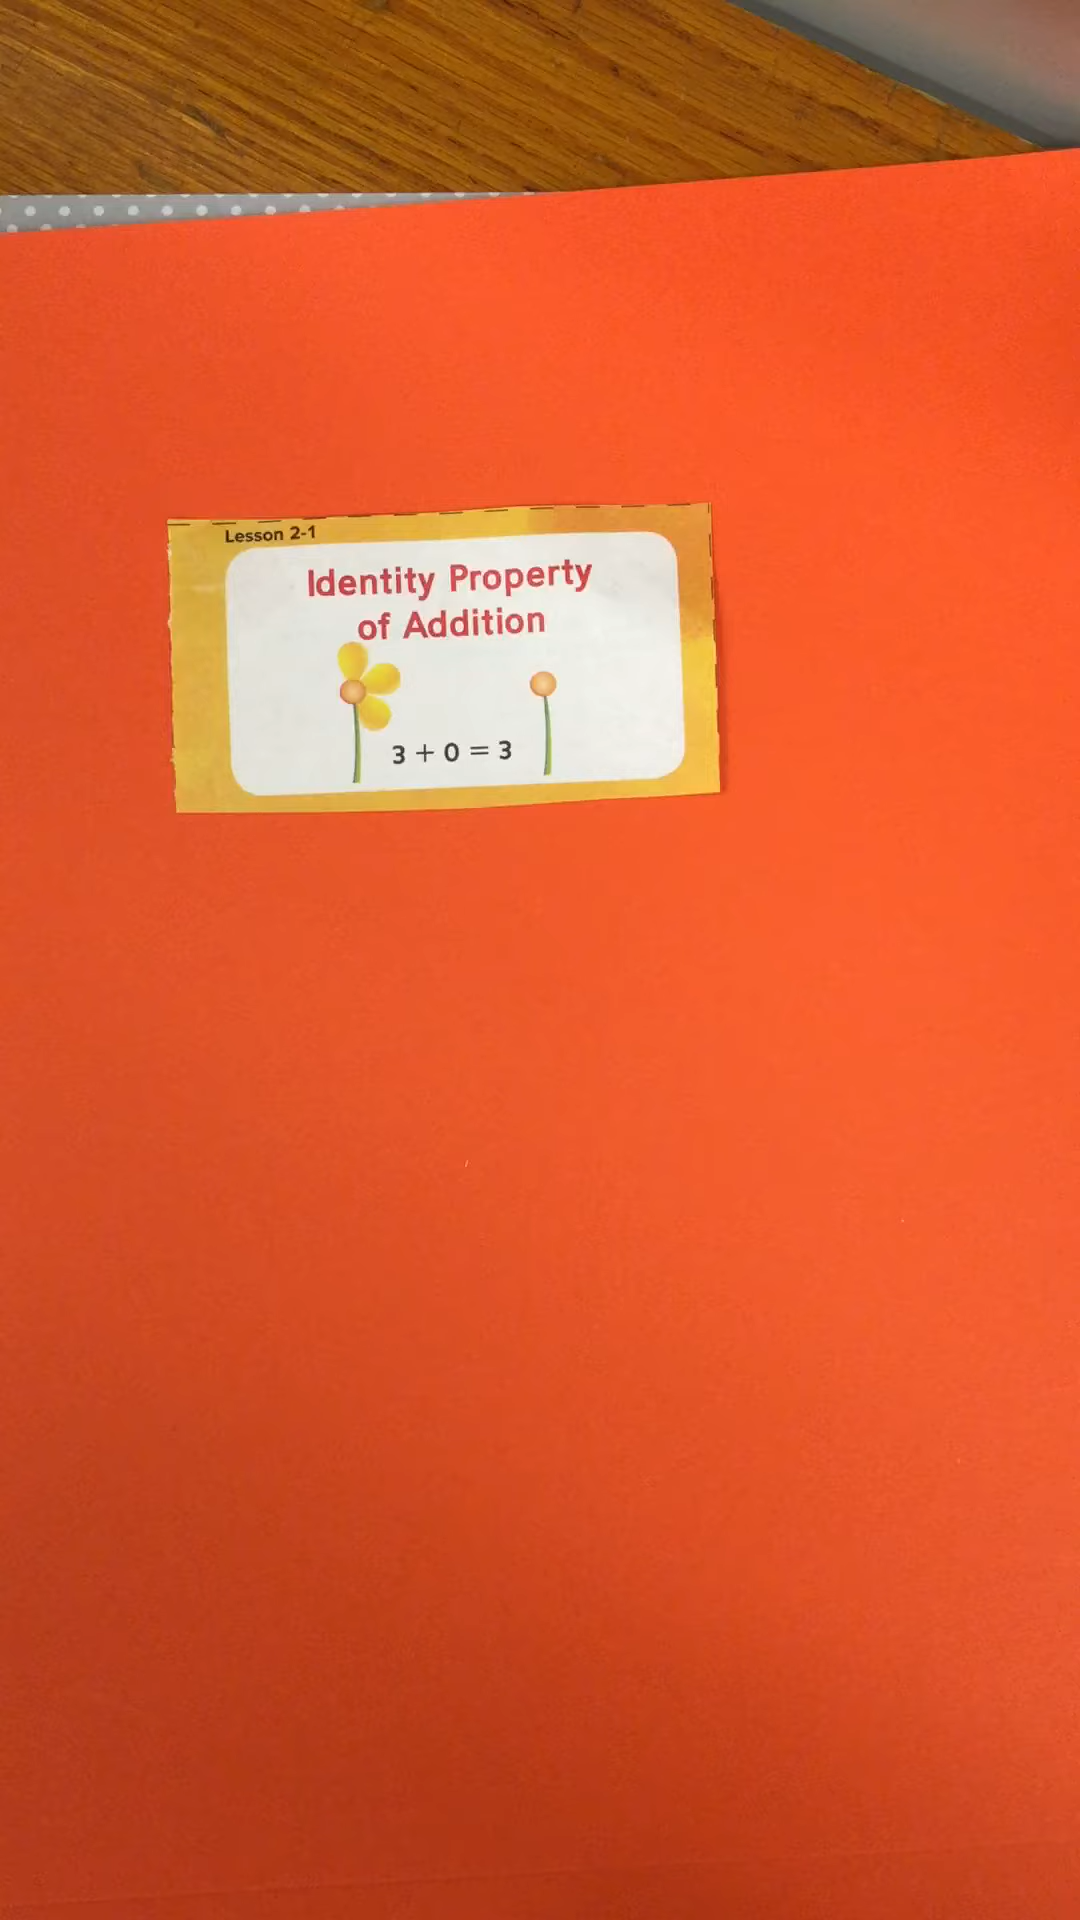 Lesson 2-1
Identity Property
of Addition
3 + 0 = 3